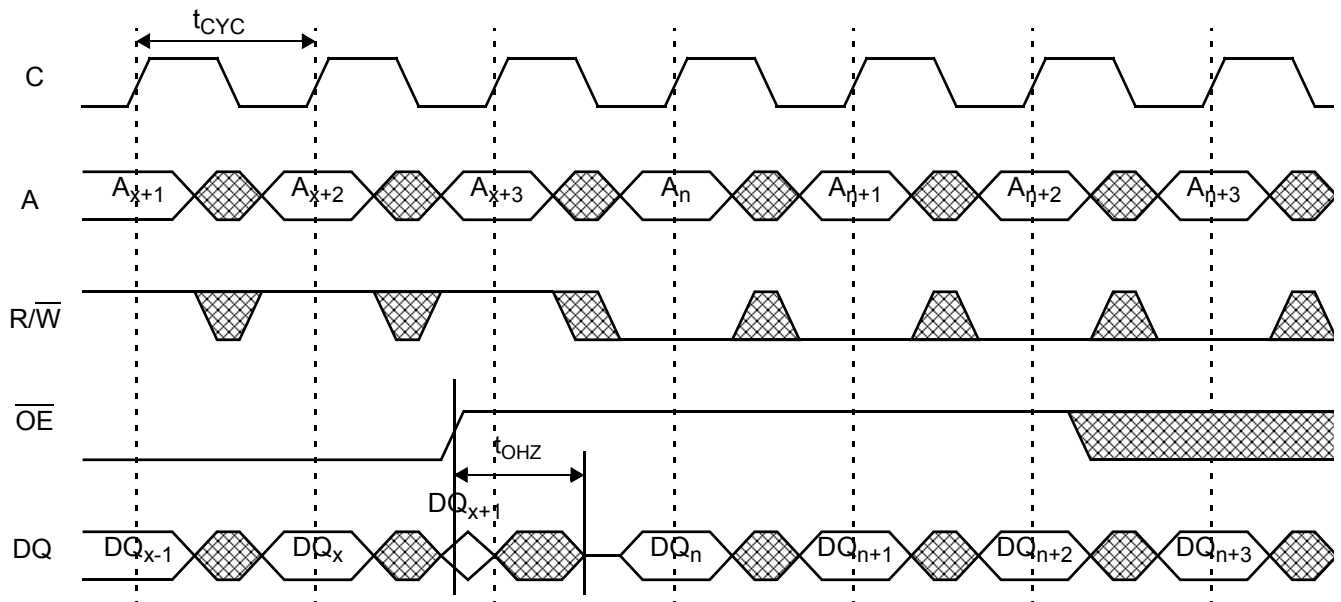 tCYC
C
A Ax+1 Ax+2 Ax+3 An An+1 An+2 An+3
R/W̅
O̅E̅
tOHZ
DQx+1
DQ DQx-1 DQx DQn DQn+1 DQn+2 DQn+3